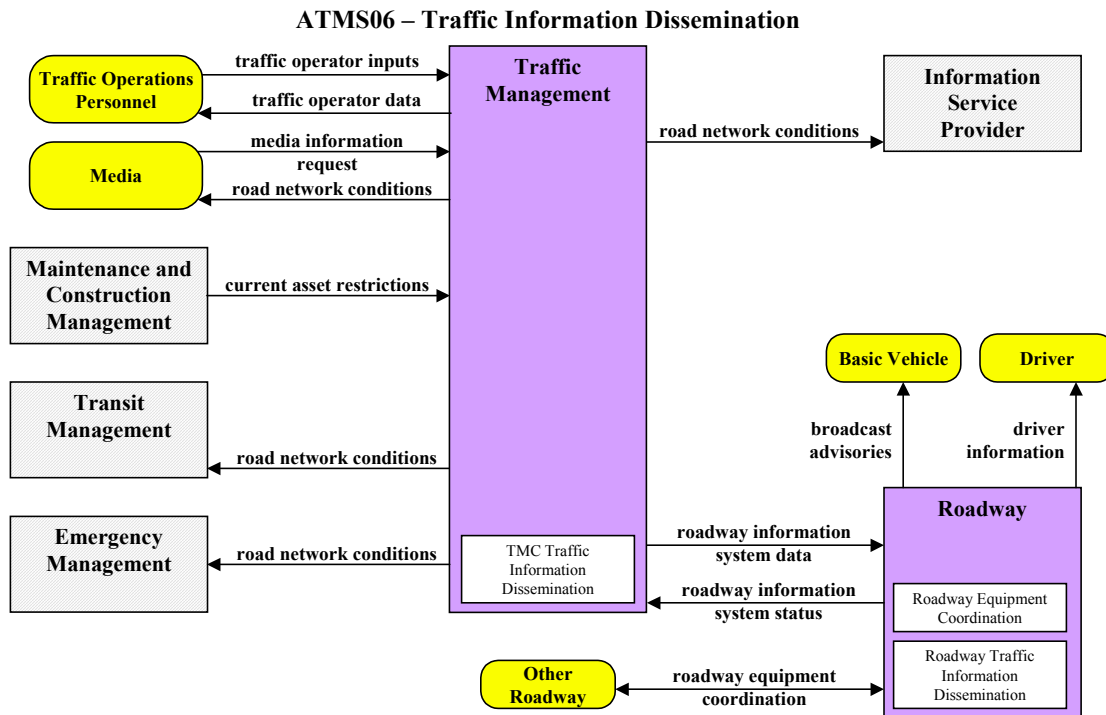 ATMS06 – Traffic Information Dissemination
Traffic Operations
Personnel
traffic operator inputs
traffic operator data
Media
media information
request
road network conditions
Traffic
Management
road network conditions
Information
Service
Provider
Maintenance and
Construction
Management
current asset restrictions
Transit
Management
road network conditions
Emergency
Management
road network conditions
TMC Traffic
Information
Dissemination
Basic Vehicle
Driver
broadcast
advisories
driver
information
Roadway
roadway information
system data
roadway information
system status
Roadway Equipment
Coordination
Roadway Traffic
Information
Dissemination
Other
Roadway
roadway equipment
coordination